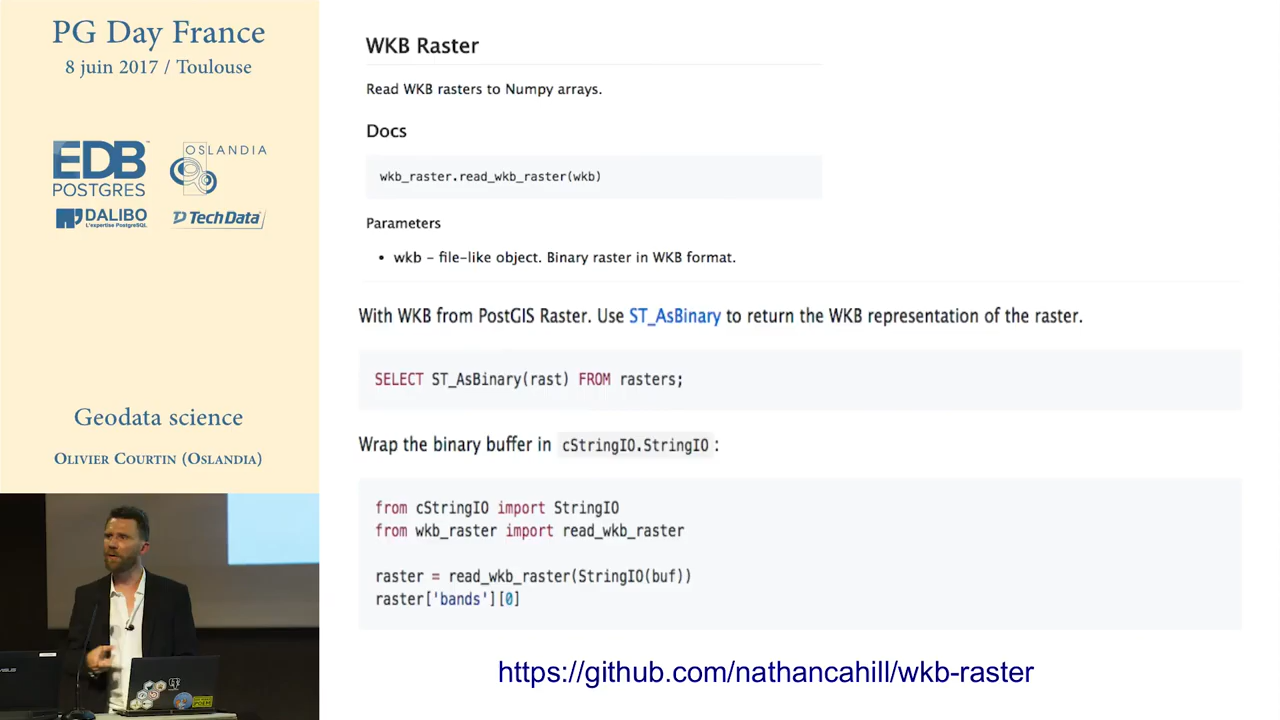 PG Day France
8 juin 2017 / Toulouse
EDB
POSTGRES
OSLANDIA
DALIBO
L'expertise PostgreSQL
TechData
Geodata science
Olivier Courtin (Oslandia)
WKB Raster
Read WKB rasters to Numpy arrays.
Docs
wkb_raster.read_wkb_raster(wkb)
Parameters
• wkb – file-like object. Binary raster in WKB format.
With WKB from PostGIS Raster. Use ST_AsBinary to return the WKB representation of the raster.
SELECT ST_AsBinary(rast) FROM rasters;
Wrap the binary buffer in cStringIO.StringIO :
from cStringIO import StringIO
from wkb_raster import read_wkb_raster
raster = read_wkb_raster(StringIO(buf))
raster['bands'][0]
https://github.com/nathancahill/wkb-raster